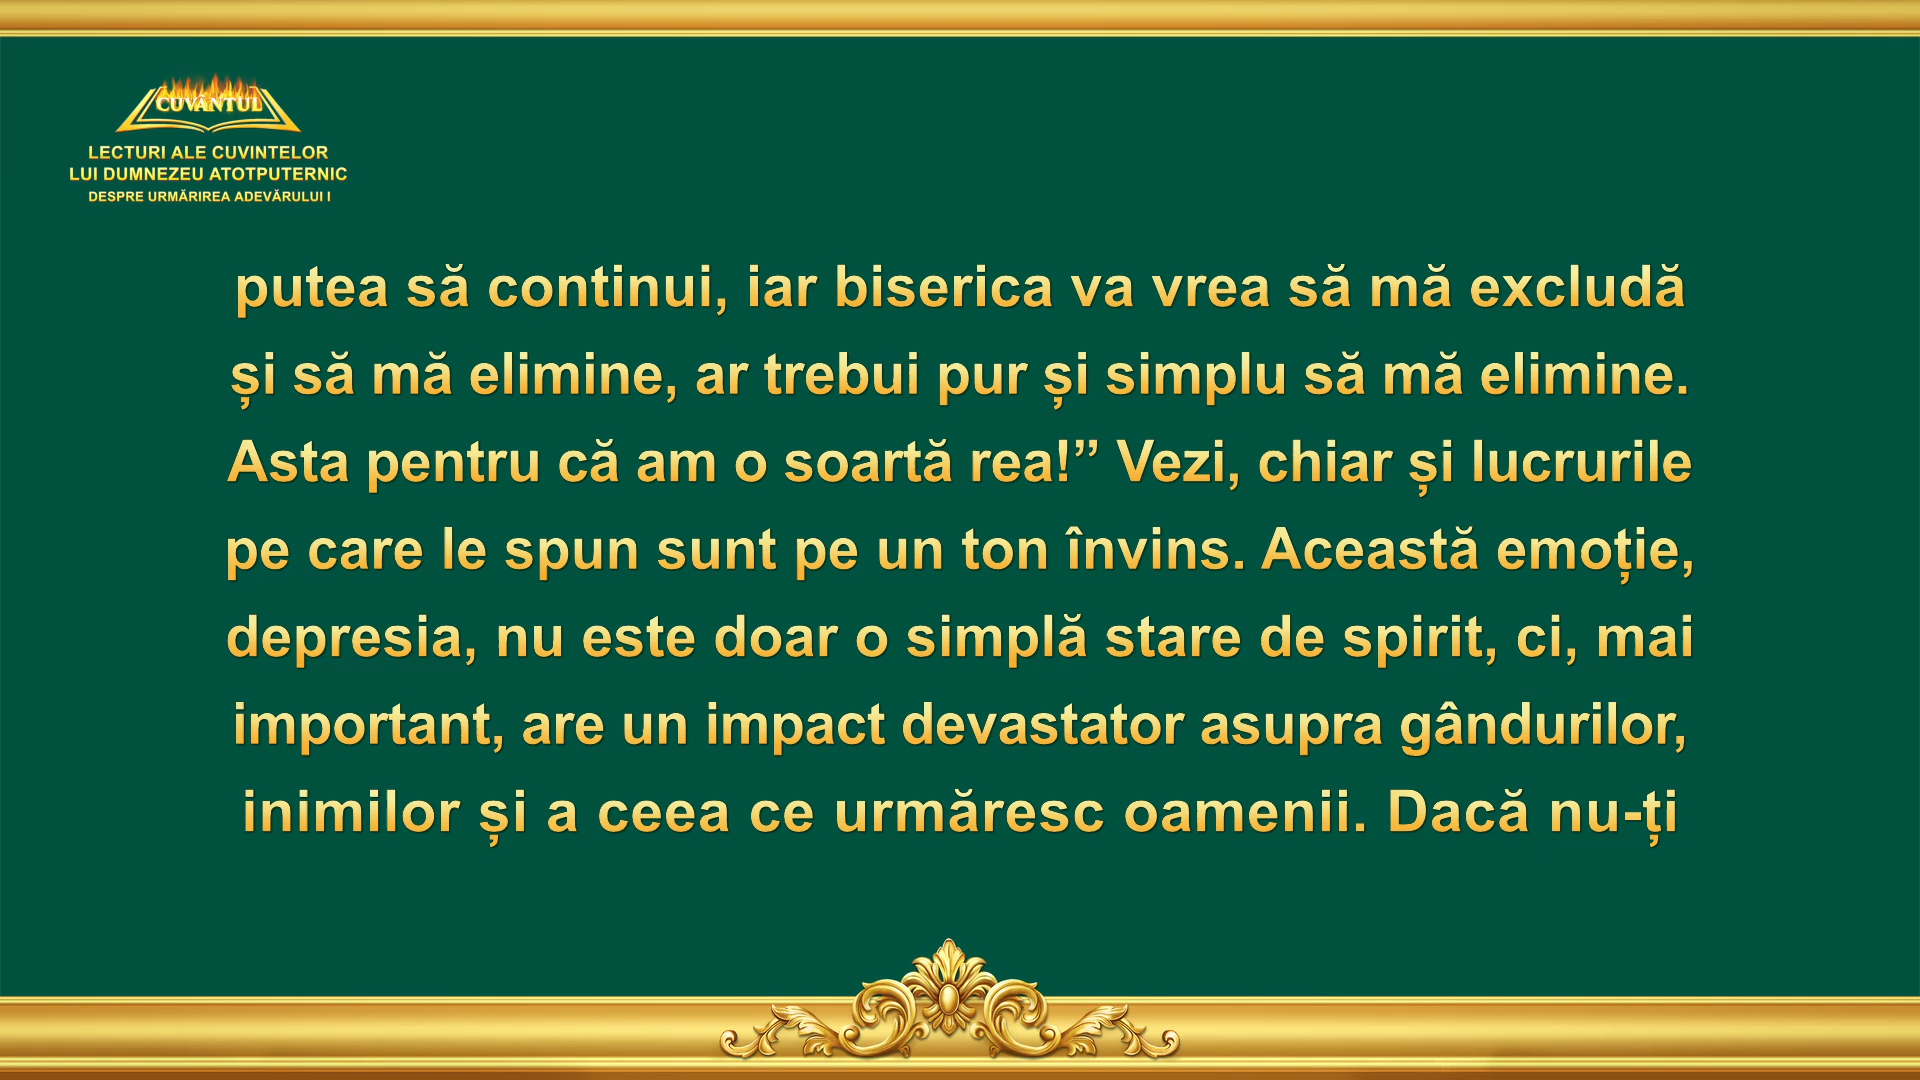 CUVÂNTUL
LECTURI ALE CUVINTELOR
LUI DUMNEZEU ATOTPUTERNIC
DESPRE URMĂRIREA ADEVĂRULUI I
putea să continui, iar biserica va vrea să mă excludă
și să mă elimine, ar trebui pur și simplu să mă elimine.
Asta pentru că am o soartă rea!” Vezi, chiar și lucrurile
pe care le spun sunt pe un ton învins. Această emoție,
depresia, nu este doar o simplă stare de spirit, ci, mai
important, are un impact devastator asupra gândurilor,
inimilor și a ceea ce urmăresc oamenii. Dacă nu-ți